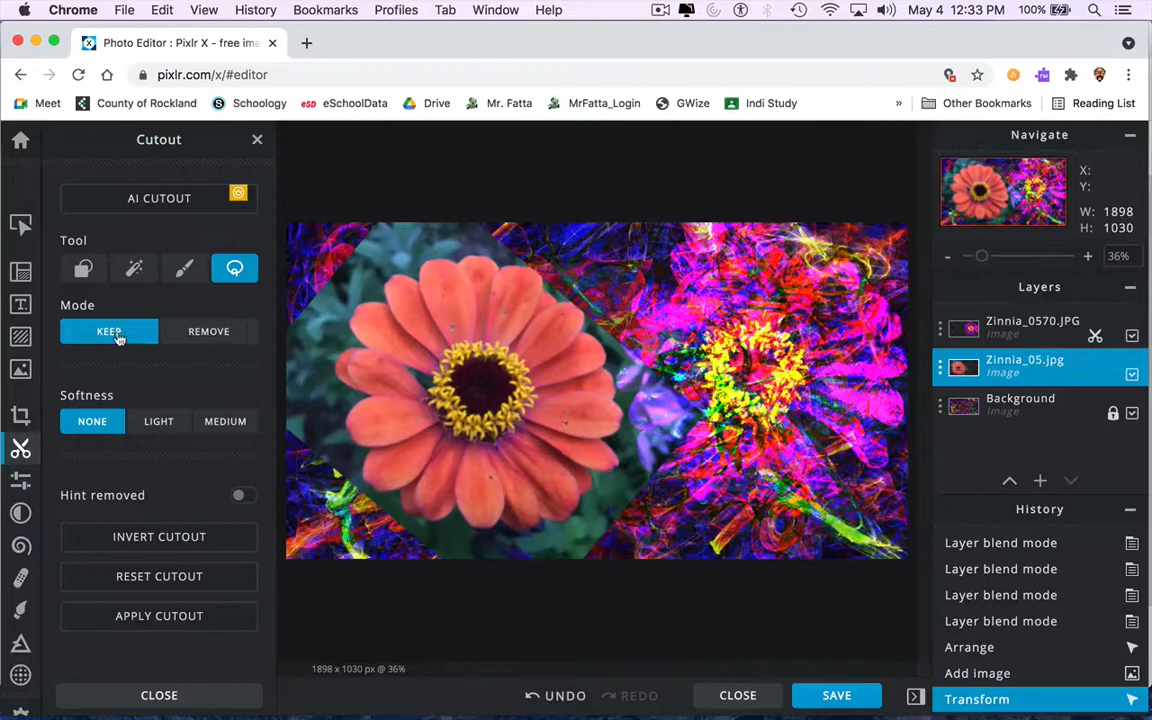 Chrome File Edit View History Bookmarks Profiles Tab Window Help May 4 12:33 PM 100%
Photo Editor : Pixlr X - free ima
pixlr.com/x/#editor
Meet County of Rockland Schoology esD eSchoolData Drive Mr. Fatta MrFatta_Login GWize Indi Study » Other Bookmarks Reading List
Cutout
AI CUTOUT
Tool
Mode
KEEP REMOVE
Softness
NONE LIGHT MEDIUM
Hint removed
INVERT CUTOUT
RESET CUTOUT
APPLY CUTOUT
CLOSE
1898 x 1030 px @ 36%
UNDO REDO CLOSE SAVE
Navigate
X:
Y:
W: 1898
H: 1030
- + 36%
Layers
Zinnia_0570.JPG
Image
Zinnia_05.jpg
Image
Background
Image
History
Layer blend mode
Layer blend mode
Layer blend mode
Layer blend mode
Arrange
Add image
Transform